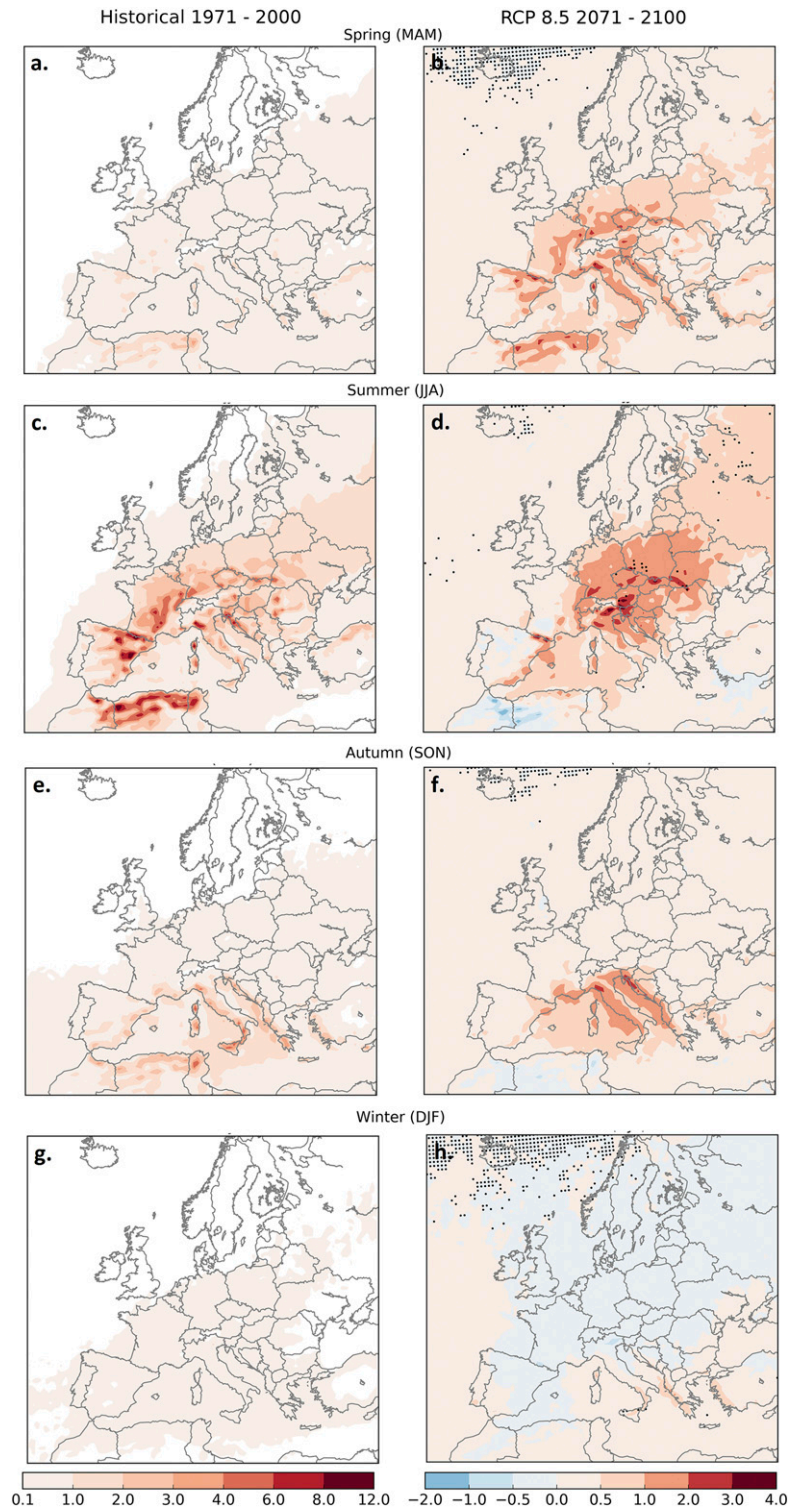 Historical 1971 - 2000
RCP 8.5 2071 - 2100
Spring (MAM)
a.
b.
Summer (JJA)
c.
d.
Autumn (SON)
e.
f.
Winter (DJF)
g.
h.
0.1 1.0 2.0 3.0 4.0 6.0 8.0 12.0
−2.0 −1.0 −0.5 0.0 0.5 1.0 2.0 3.0 4.0